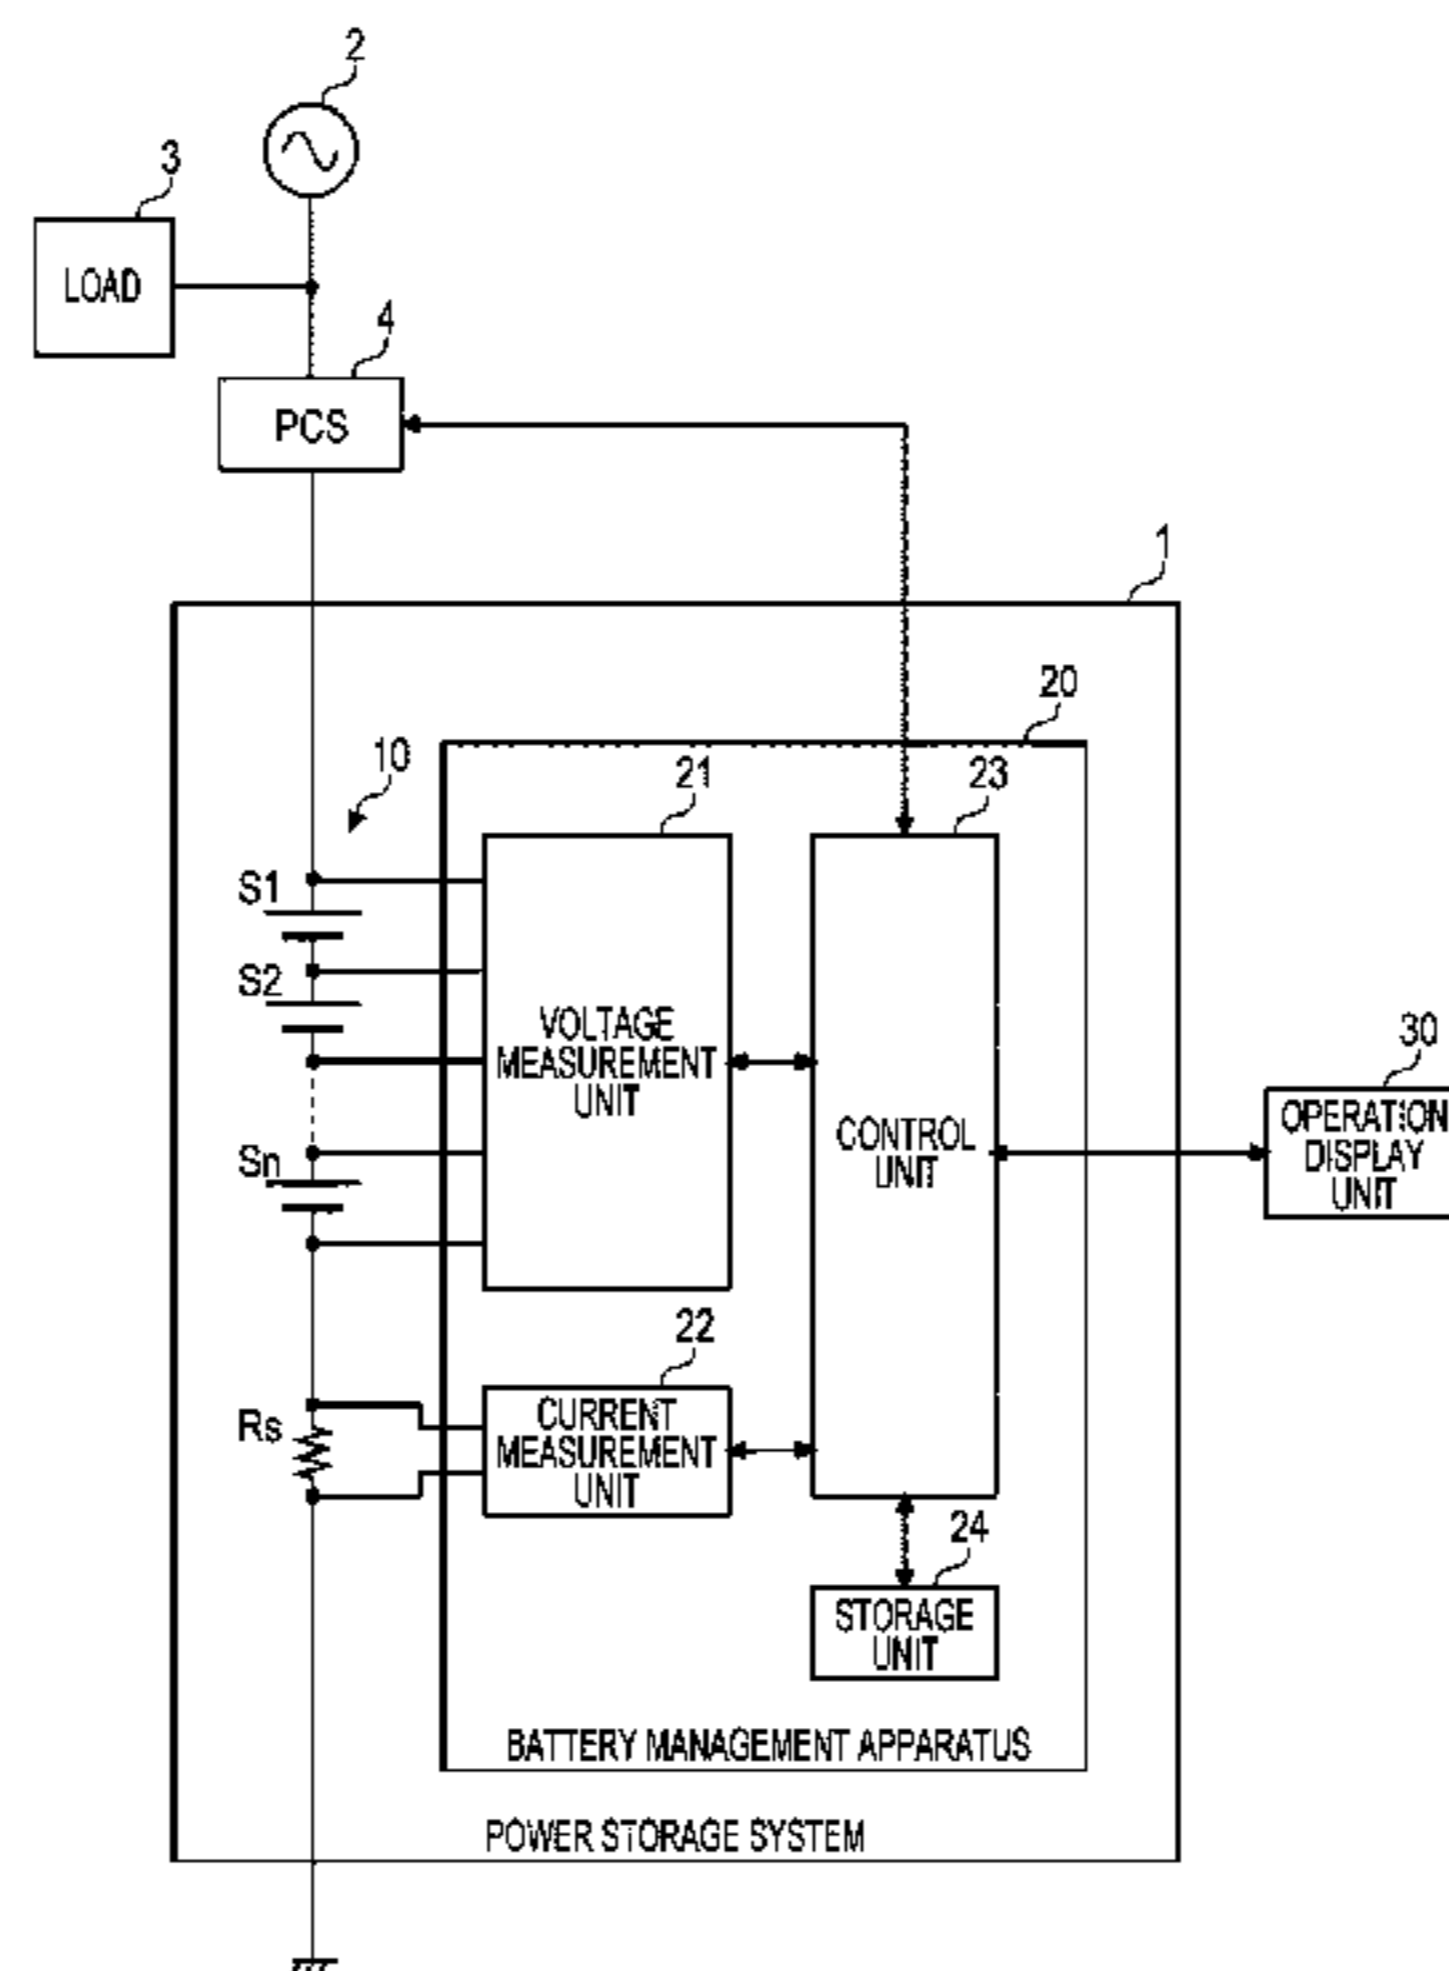 2
3
LOAD
4
PCS
1
20
10
21
23
S1
S2
VOLTAGE
MEASUREMENT
UNIT
30
OPERATION
DISPLAY
UNIT
CONTROL
UNIT
Sn
22
Rs
CURRENT
MEASUREMENT
UNIT
24
STORAGE
UNIT
BATTERY MANAGEMENT APPARATUS
POWER STORAGE SYSTEM